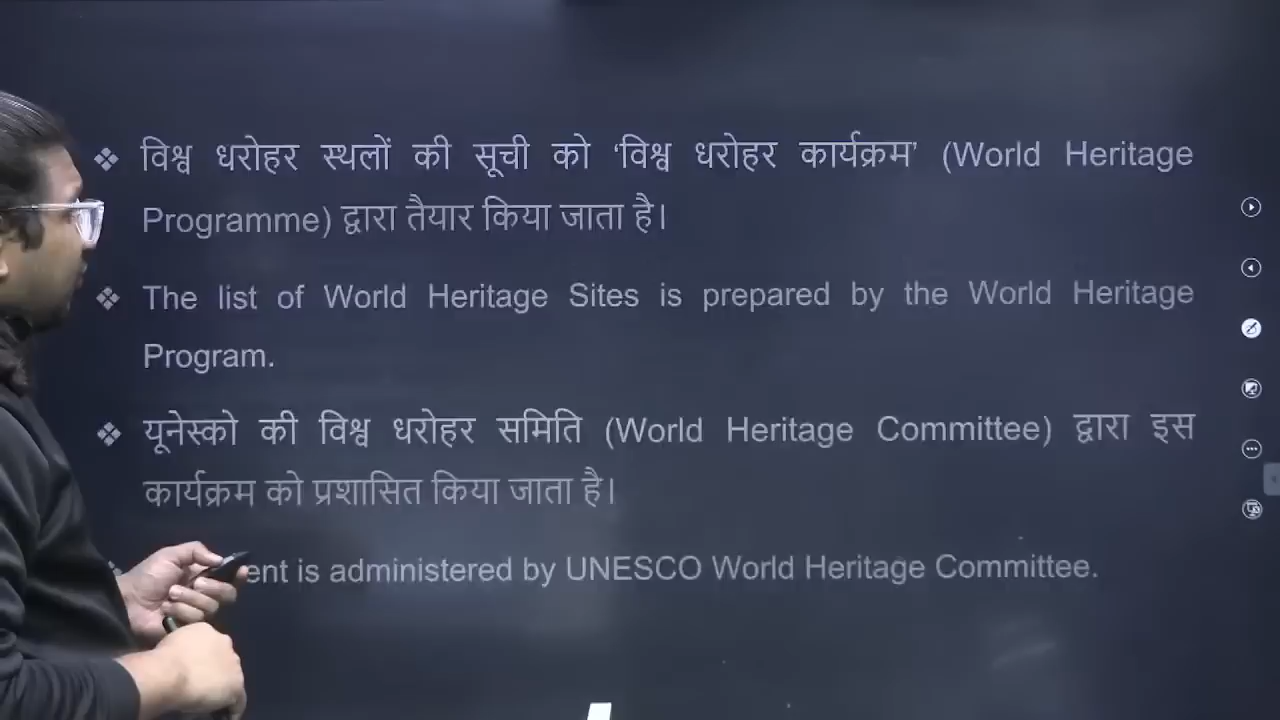 ❖ विश्व धरोहर स्थलों की सूची को ‘विश्व धरोहर कार्यक्रम’ (World Heritage
Programme) द्वारा तैयार किया जाता है।
❖ The list of World Heritage Sites is prepared by the World Heritage
Program.
❖ यूनेस्को की विश्व धरोहर समिति (World Heritage Committee) द्वारा इस
कार्यक्रम को प्रशासित किया जाता है।
is administered by UNESCO World Heritage Committee.